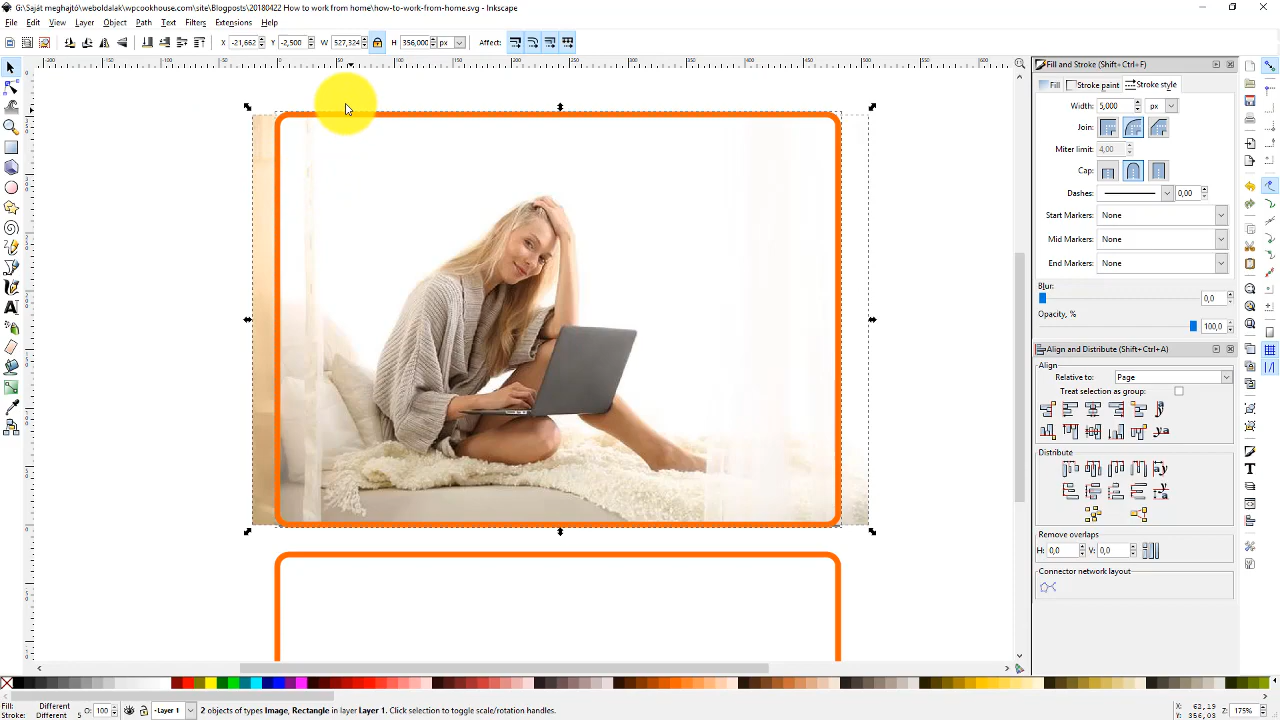 G:\Saját meghajtó\weboldalak\wpcookhouse.com\site\Blogposts\20180422 How to work from home\how-to-work-from-home.svg - Inkscape
File Edit View Layer Object Path Text Filters Extensions Help
X -21,662 Y -2,500 W 527,324 H 356,000 px Affect:
Fill and Stroke (Shift+Ctrl+F)
Fill Stroke paint Stroke style
Width: 5,000 px
Join:
Miter limit: 4,00
Cap:
Dashes: 0,00
Start Markers: None
Mid Markers: None
End Markers: None
Blur:
0,0
Opacity, %
100,0
Align and Distribute (Shift+Ctrl+A)
Align
Relative to: Page
Treat selection as group:
Distribute
Remove overlaps
H: 0,0 V: 0,0
Connector network layout
Fill: Different
Stroke: Different 5 O: 100 Layer 1 2 objects of types Image, Rectangle in layer Layer 1. Click selection to toggle scale/rotation handles.
X: 62,19
Y: 356,03
Z: 175%